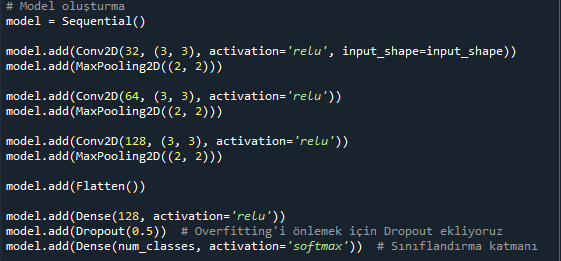 # Model oluşturma
model = Sequential()
model.add(Conv2D(32, (3, 3), activation='relu', input_shape=input_shape))
model.add(MaxPooling2D((2, 2)))
model.add(Conv2D(64, (3, 3), activation='relu'))
model.add(MaxPooling2D((2, 2)))
model.add(Conv2D(128, (3, 3), activation='relu'))
model.add(MaxPooling2D((2, 2)))
model.add(Flatten())
model.add(Dense(128, activation='relu'))
model.add(Dropout(0.5))  # Overfitting'i önlemek için Dropout ekliyoruz
model.add(Dense(num_classes, activation='softmax'))  # Sınıflandırma katmanı